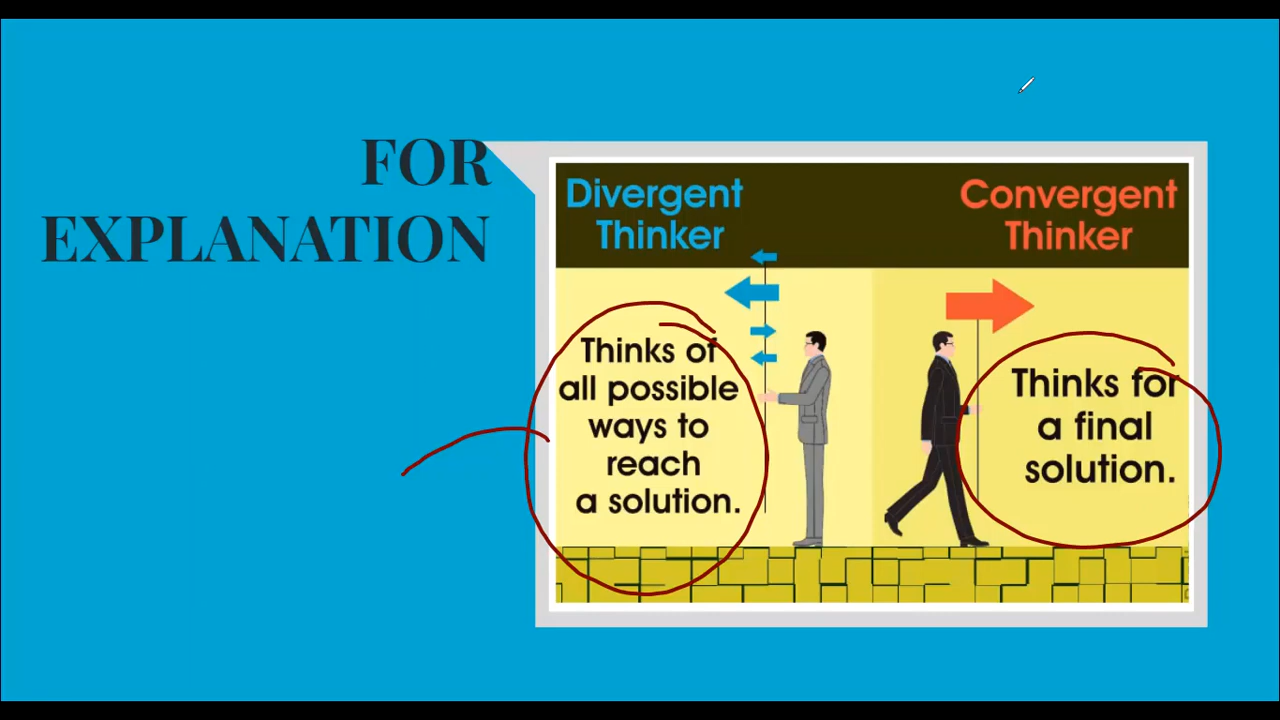 FOR
EXPLANATION
Divergent
Thinker
Convergent
Thinker
Thinks of
all possible
ways to
reach
a solution.
Thinks for
a final
solution.